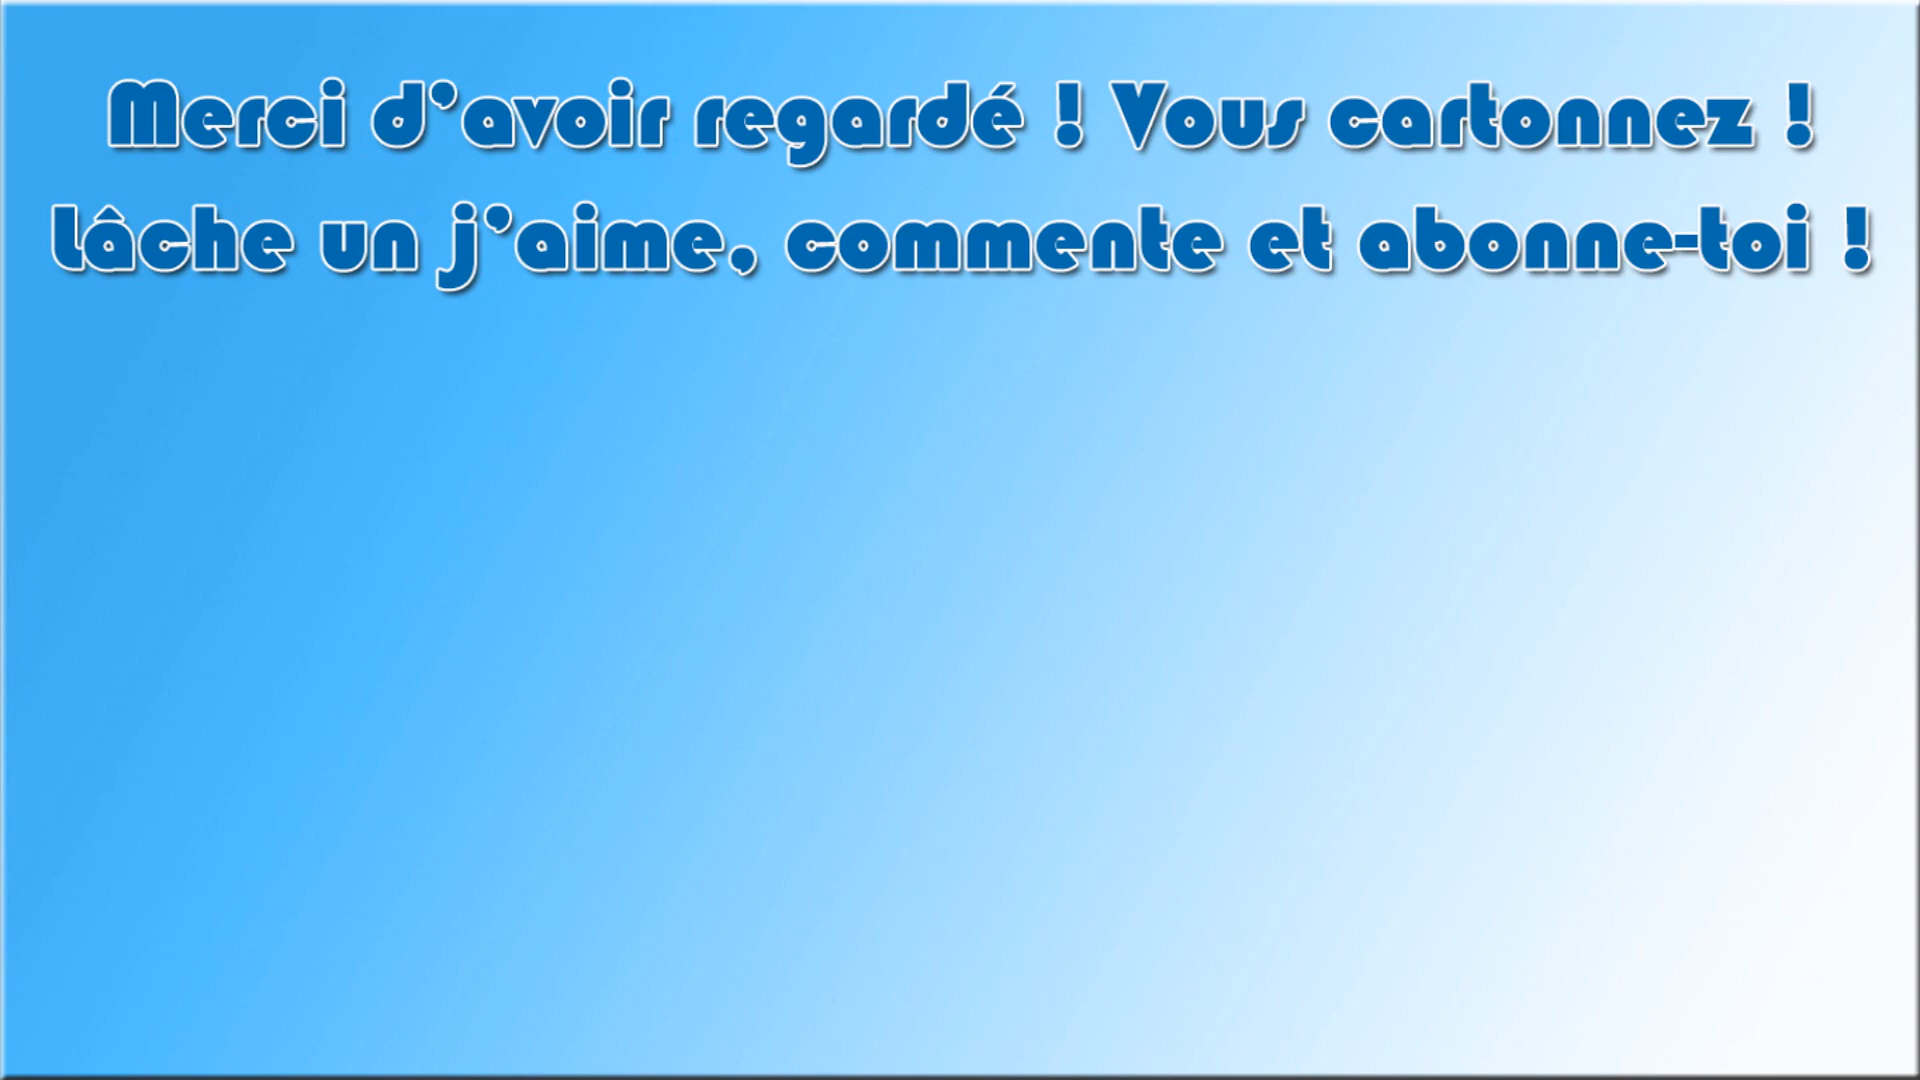 Merci d’avoir regardé ! Vous cartonnez !
Lâche un j’aime, commente et abonne-toi !